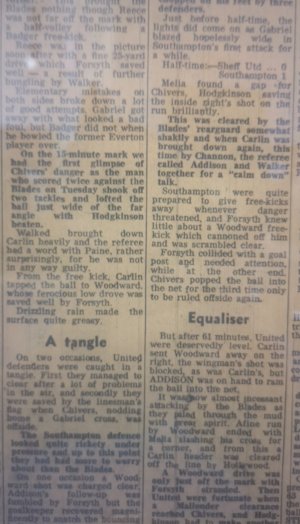 Blades nothing though Reece
was not far off the mark with
a half-volley following a
Badger free-kick.
Reece was in the picture
soon after with a fine 25-yard
drive which Forsyth saved
well — a result of further
struggling by Walker.
Elementary mistakes on
both sides broke down a lot
of good attempts. Gabriel got
away with what looked a bad
foul, but Badger did not when
he bowled the former Everton
player over.
On the 15-minute mark we
had the first glimpse of
Chivers' danger as the man
who scored twice against the
Blades on Tuesday shook off
two tackles, and lofted the
ball just wide of the far
angle with Hodgkinson
beaten.
Walker brought down
Carlin heavily and the referee
had a word with Paine, rather
surprisingly, for he was not
in any way guilty.
From the free kick, Carlin
tapped the ball to Woodward,
whose ferocious low drove was
saved well by Forsyth.
Drizzling rain made the
surface quite greasy.
A tangle
On two occasions, United
defenders were caught in a
tangle. First they managed to
clear after a lot of problems
in the air, and secondly they
were saved by the linesman's
flag when Chivers, nodding
home a Gabriel cross, was
offside.
The Southampton defence
looked quite rickety under
pressure and up to this point
they had had more to worry
about than the Blades.
On one occasion a Wood-
ward shot was charged clear.
Addison's follow-up was
fumbled by Forsyth but the
goalkeeper recovered magni-
ficently to
defenders.
Just before half-time, the
lights did come on as Gabriel
blazed hopelessly wide in
Southampton's first attack for
a while.
Half-time:—Sheff Utd ... 0
Southampton 1
Melia found a gap for
Chivers, Hodgkinson saving
the inside right's shot on the
run brilliantly.
This was cleared by the
Blades' rearguard somewhat
shakily and when Carlin was
brought down again, this
time by Channon, the referee
called Addison and Walker
together for a "calm down"
talk.
Southampton were quite
prepared to give free-kicks
away whenever danger
threatened, and Forsyth knew
little about a Woodward free-
kick which cannoned off him
and was scrambled clear.
Forsyth collided with a goal
post and needed attention,
while at the other end,
Chivers popped the ball into
the net for the third time only
to be ruled offside again.
Equaliser
But after 61 minutes, United
were deservedly level. Carlin
sent Woodward away on the
right, the wingman's shot was
blocked, as was Carlin's, but
ADDISON was on hand to ram
the ball into the net.
It was now almost incessant
attacking by the Blades as
they through the mud
with great spirit. A fine run
by Woodward ended with
Melia slashing his cross for
a corner, and from this a
Carlin header was cleared
off the line by Hollywood.
A Woodward drive was
only just off the mark with
Forsyth stranded. Then
United were fortunate when
a Mallender clearance
cracked Chivers, and Hodg-